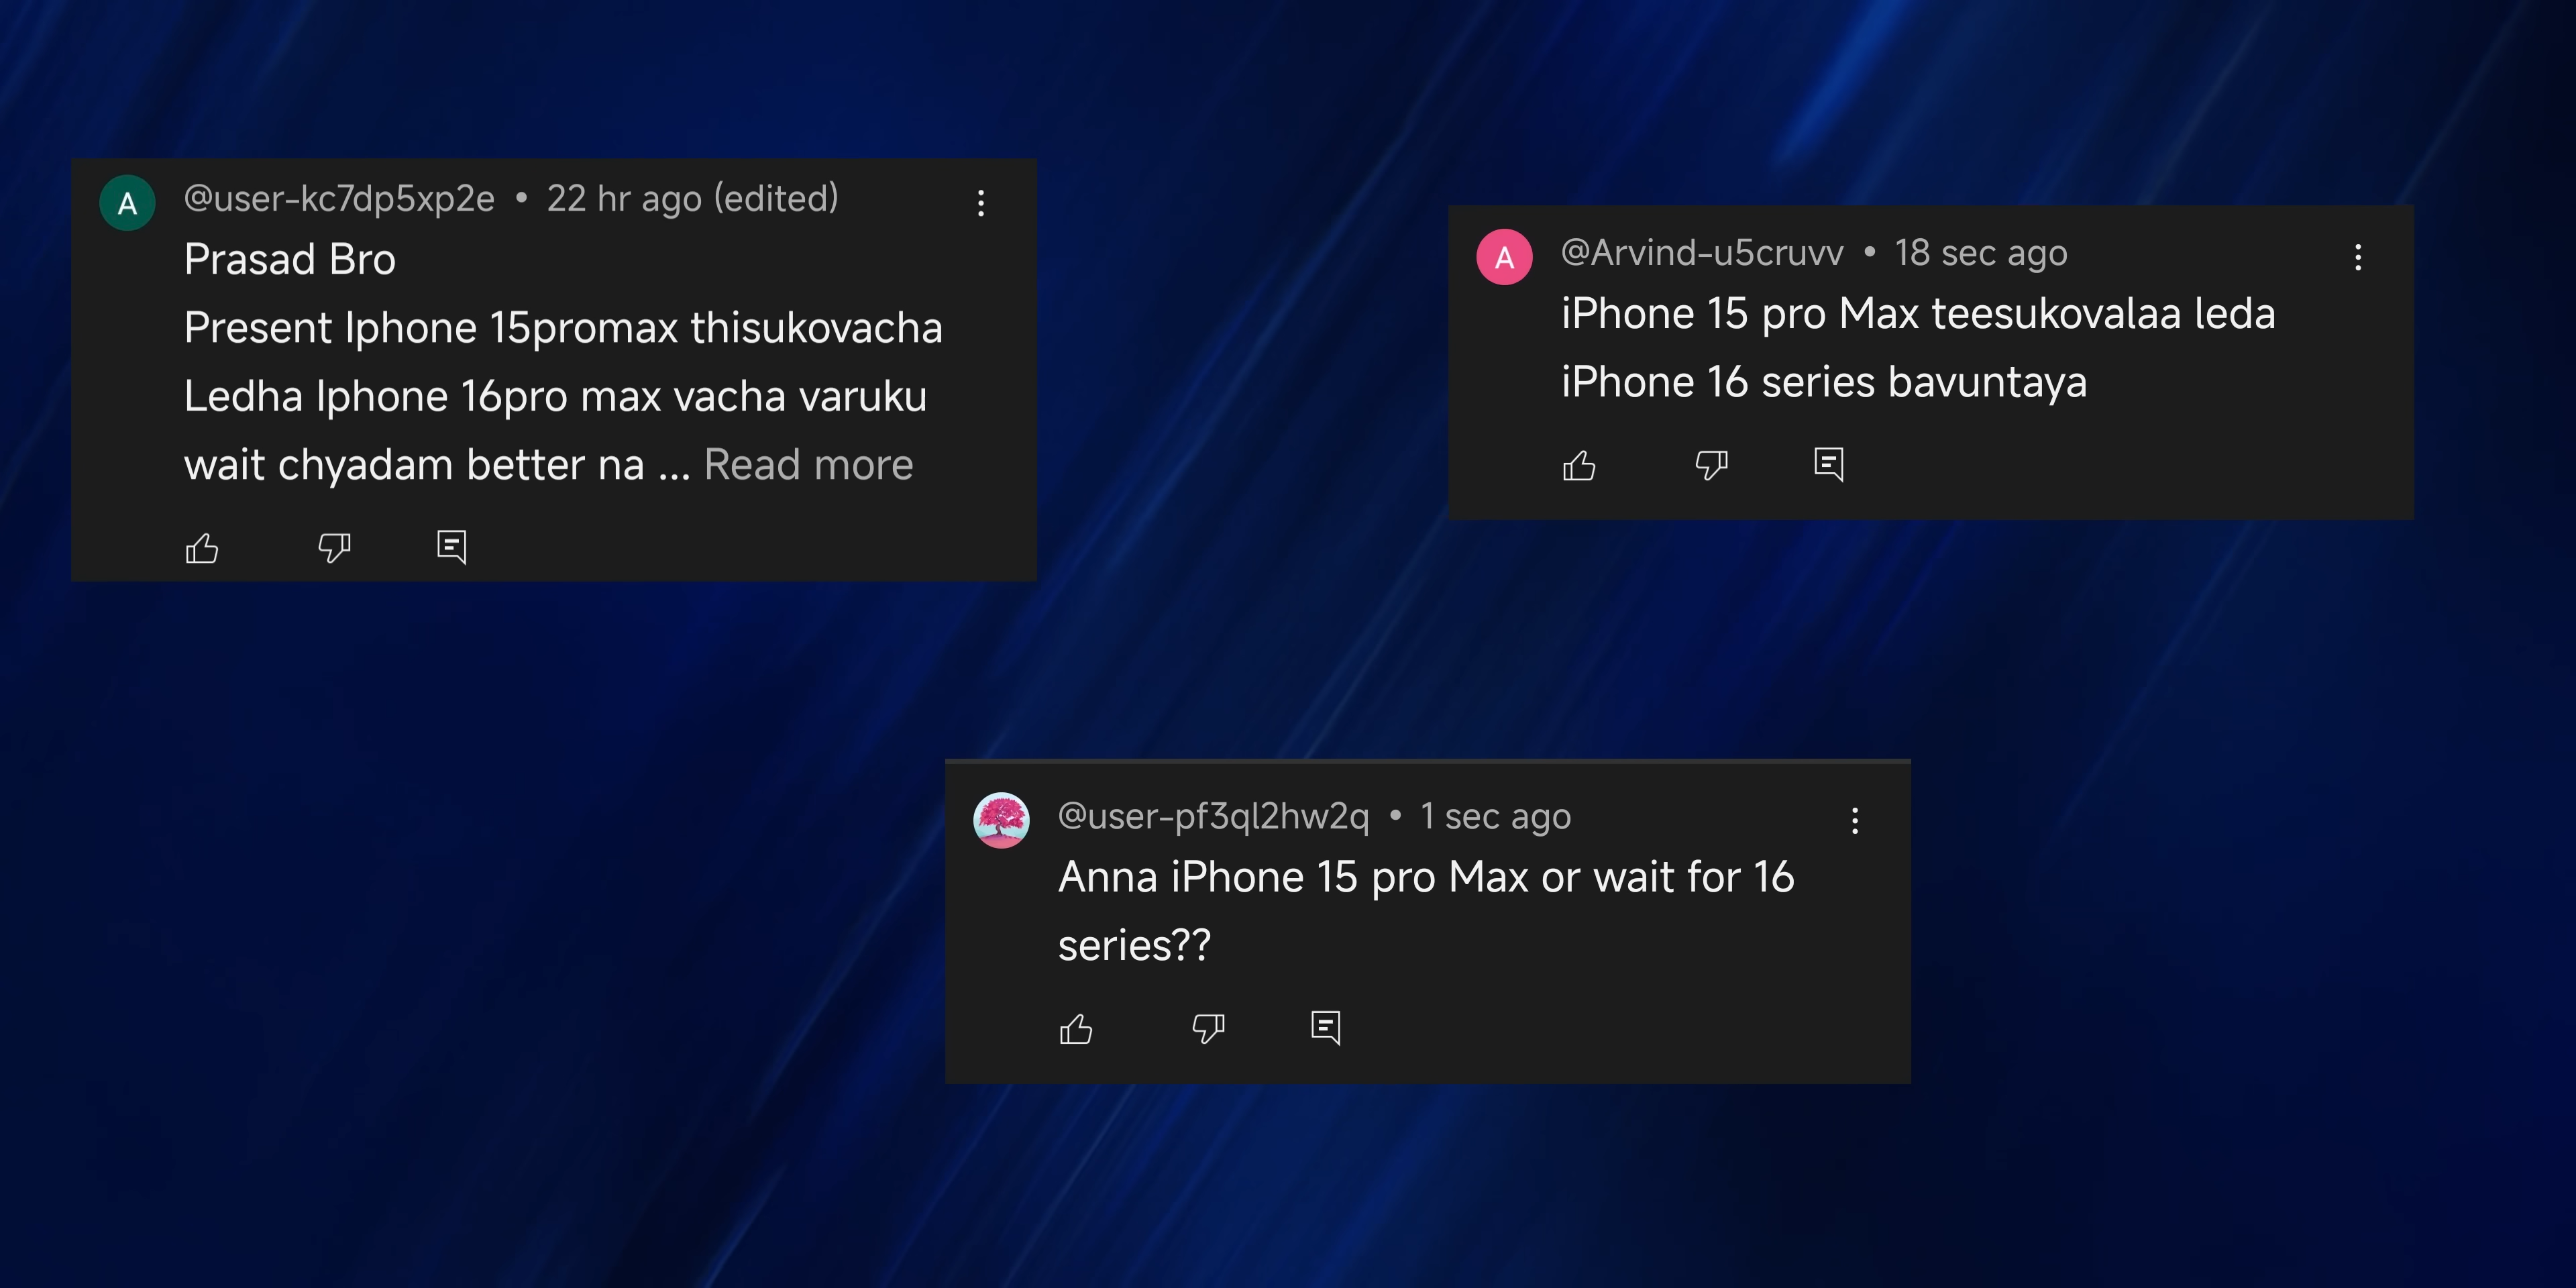 A
@user-kc7dp5xp2e • 22 hr ago (edited)
Prasad Bro
Present Iphone 15promax thisukovacha
Ledha Iphone 16pro max vacha varuku
wait chyadam better na ... Read more
A
@Arvind-u5cruvv • 18 sec ago
iPhone 15 pro Max teesukovalaa leda
iPhone 16 series bavuntaya
@user-pf3ql2hw2q • 1 sec ago
Anna iPhone 15 pro Max or wait for 16
series??